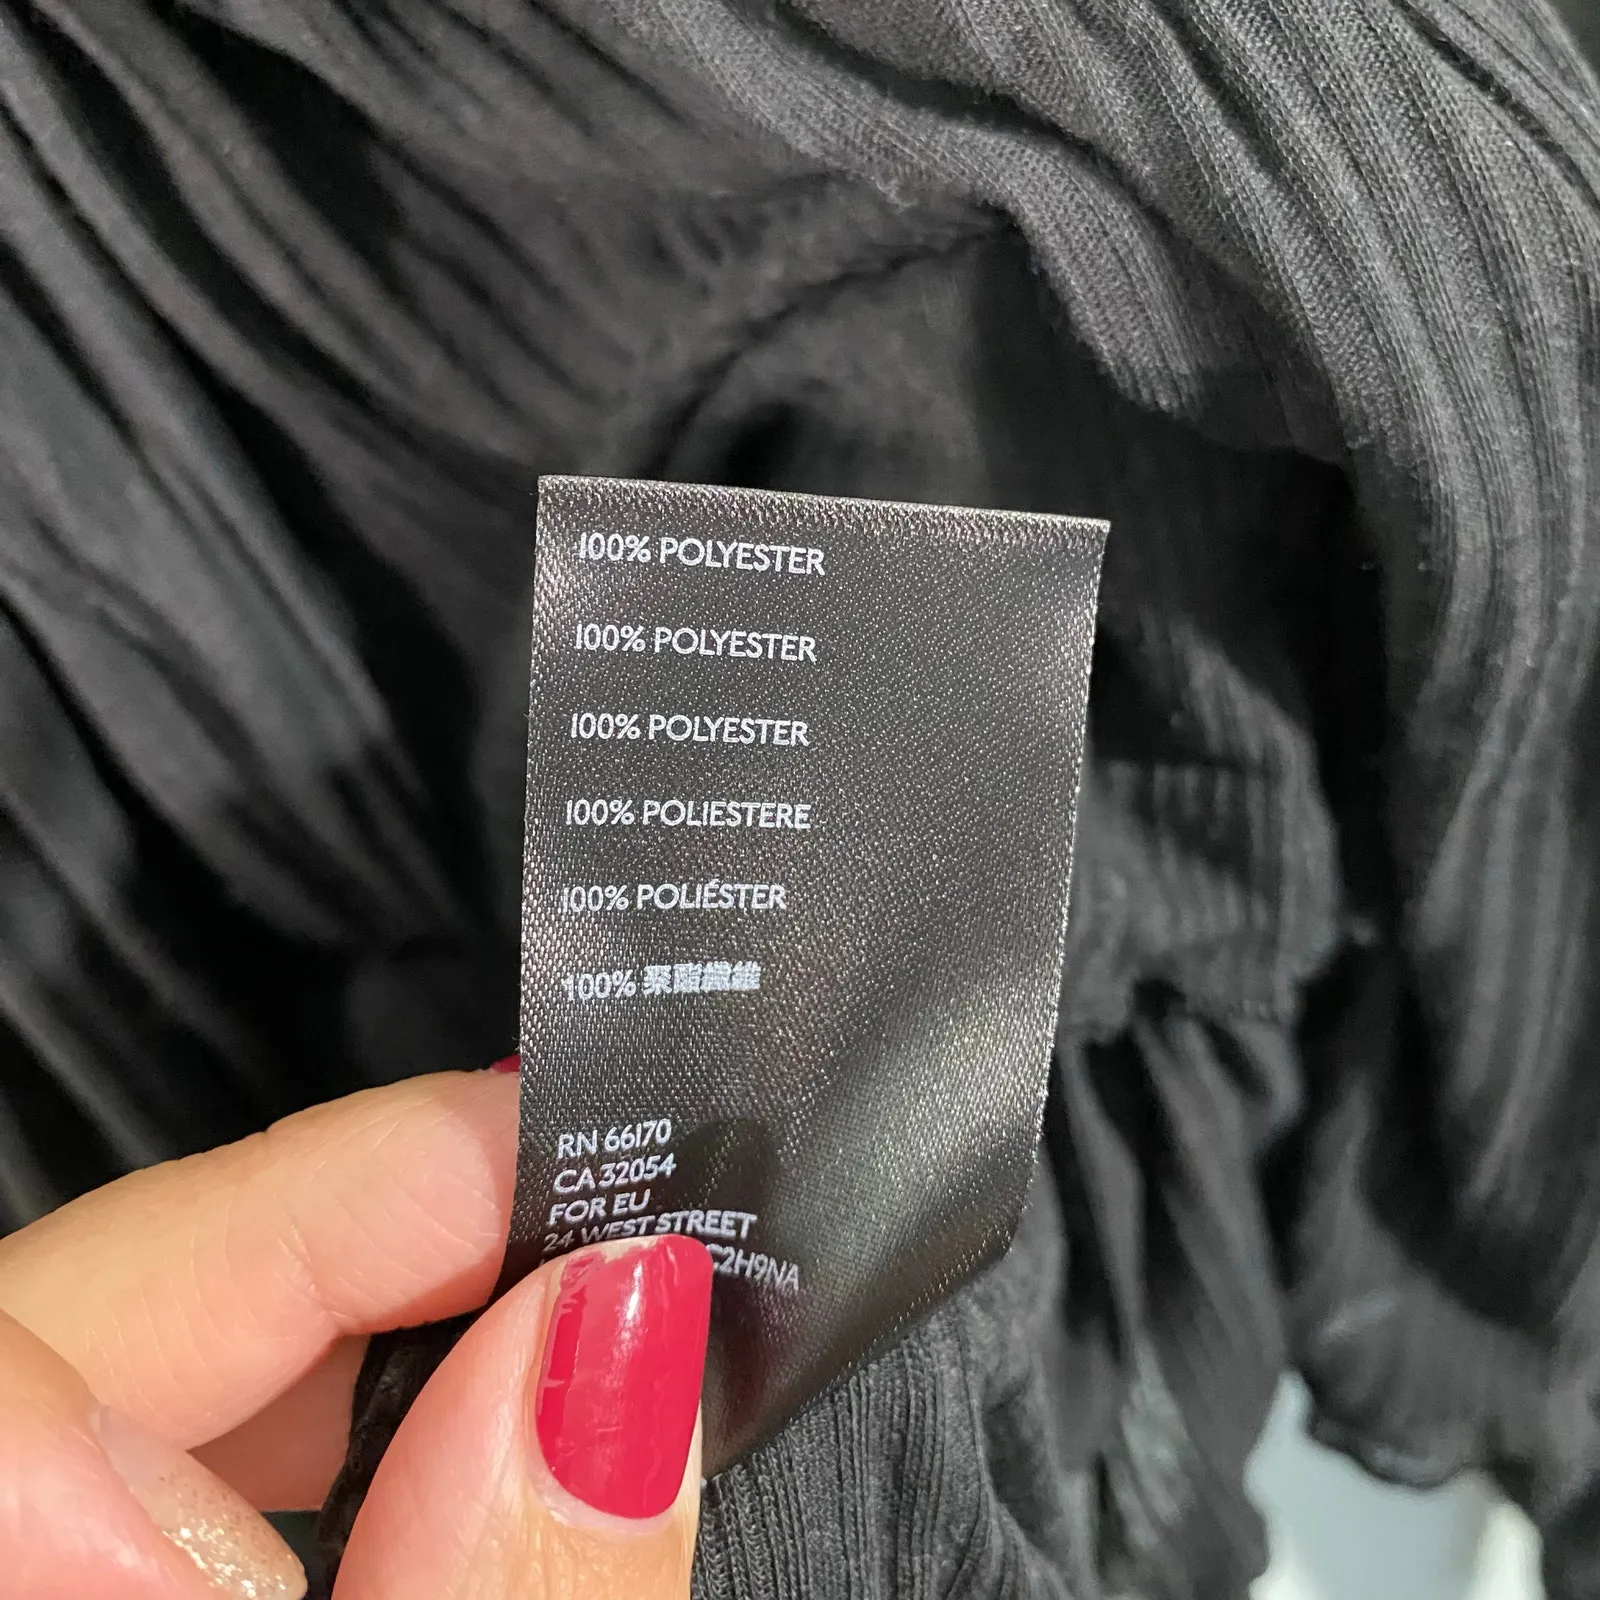 100% POLYESTER
100% POLYESTER
100% POLYESTER
100% POLIESTERE
100% POLIÉSTER
100% 聚酯纖維
RN 66170
CA 32054
FOR EU
24 WEST STREET
C2H9NA